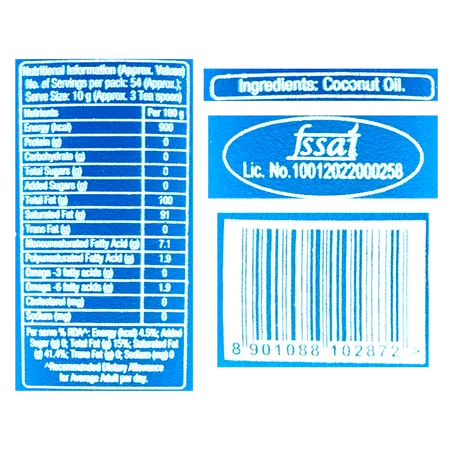 Nutritional Information (Approx. Values)
No. of Servings per pack: 54 (Approx.);
Serve Size: 10 g (Approx. 3 Tea spoon)
Nutrients Per 100 g
Energy (kcal) 900
Protein (g) 0
Carbohydrate (g) 0
Total Sugars (g) 0
Added Sugars (g) 0
Total Fat (g) 100
Saturated Fat (g) 91
Trans Fat (g) 0
Monounsaturated Fatty Acid (g) 7.1
Polyunsaturated Fatty Acid (g) 1.9
Omega -3 fatty acids (g) 0
Omega -6 fatty acids (g) 1.9
Cholesterol (mg) 0
Sodium (mg) 0
Per serve % RDA^: Energy (kcal) 4.5%; Added
Sugar (g) 0; Total Fat (g) 15%; Saturated Fat
(g) 41.4%; Trans Fat (g) 0; Sodium (mg) 0
^Recommended Dietary Allowance
for Average Adult per day.
Ingredients: Coconut Oil.
fssai
Lic. No.10012022000258
8 901088 102872 >